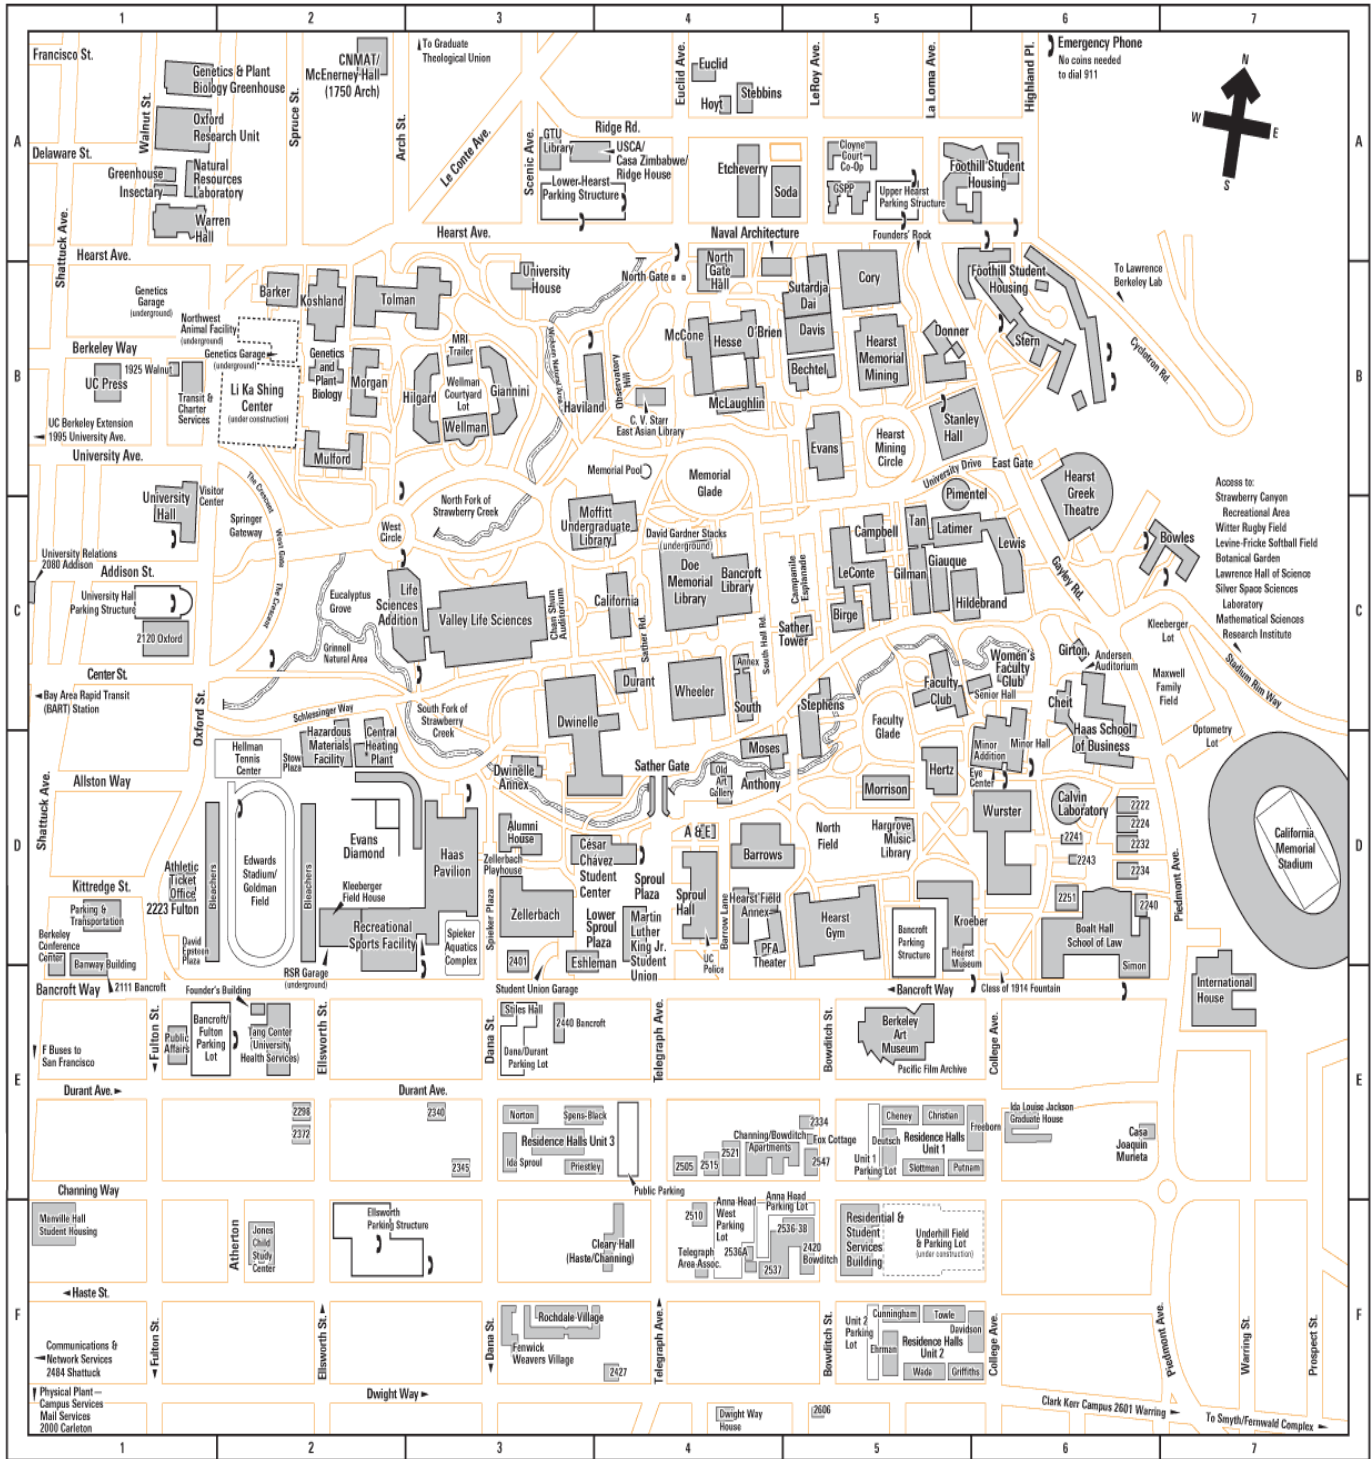 1 2 3 4 5 6 7
Francisco St.
CNMAT/
McEnerney Hall
(1750 Arch)
To Graduate
Theological Union
Genetics & Plant
Biology Greenhouse
Walnut St.
Spruce St.
Arch St.
Oxford
Research Unit
Delaware St.
Greenhouse
Insectary
Natural
Resources
Laboratory
Warren
Hall
Shattuck Ave.
Hearst Ave.
Le Conte Ave.
Scenic Ave.
GTU
Library
Ridge Rd.
USCA/
Casa Zimbabwe/
Ridge House
Lower Hearst
Parking Structure
Hearst Ave.
Euclid Ave.
Euclid
Hoyt
Stebbins
LeRoy Ave.
La Loma Ave.
Highland Pl.
Emergency Phone
No coins needed
to dial 911
N
W
E
S
A
A
Etcheverry
Soda
Cloyne
Court
Co-Op
GSPP
Upper Hearst
Parking Structure
Foothill Student
Housing
Naval Architecture
Founders' Rock
Genetics
Garage
(underground)
Northwest
Animal Facility
(underground)
Genetics Garage
(underground)
Berkeley Way
1925 Walnut
UC Press
Transit &
Charter
Services
UC Berkeley Extension
1995 University Ave.
University Ave.
Barker
Koshland
Tolman
Genetics
and
Plant
Biology
Li Ka Shing
Center
(under construction)
Morgan
Mulford
MRI
Trailer
Wellman
Courtyard
Lot
Hilgard
Giannini
Wellman
University
House
Wickson Natural Area
Haviland
Observatory
Hill
North Gate
North
Gate
Hall
McCone
Hesse
O'Brien
McLaughlin
C. V. Starr
East Asian Library
Memorial Pool
Memorial
Glade
Sutardja
Dai
Davis
Bechtel
Cory
Hearst
Memorial
Mining
Evans
Hearst
Mining
Circle
Donner
Stanley
Hall
Foothill Student
Housing
Stern
To Lawrence
Berkeley Lab
Cyclotron Rd.
B
B
University Drive
East Gate
Hearst
Greek
Theatre
Pimentel
University
Hall
Visitor
Center
The Crescent
Springer
Gateway
West Gate
The Crescent
West
Circle
North Fork of
Strawberry Creek
Moffitt
Undergraduate
Library
David Gardner Stacks
(underground)
Doe
Memorial
Library
Bancroft
Library
Campanile
Esplanade
Campbell
LeConte
Birge
Tan
Latimer
Lewis
Gilman
Giauque
Hildebrand
Gayley Rd.
Bowles
Access to:
Strawberry Canyon
Recreational Area
Witter Rugby Field
Levine-Fricke Softball Field
Botanical Garden
Lawrence Hall of Science
Silver Space Sciences
Laboratory
Mathematical Sciences
Research Institute
University Relations
2080 Addison
Addison St.
University Hall
Parking Structure
2120 Oxford
Center St.
Bay Area Rapid Transit
(BART) Station
Oxford St.
Eucalyptus
Grove
Grinnell
Natural Area
Life
Sciences
Addition
Valley Life Sciences
Chan Shun
Auditorium
California
Sather Rd.
Durant
Wheeler
Annex
South
South Hall Rd.
Sather
Tower
Stephens
Faculty
Club
Faculty
Glade
Women's
Faculty
Club
Senior Hall
Girton
Andersen
Auditorium
Cheit
Haas School
of Business
Kleeberger
Lot
Maxwell
Family
Field
Stadium Rim Way
Optometry
Lot
C
C
Schlessinger Way
South Fork of
Strawberry
Creek
Dwinelle
Hellman
Tennis
Center
Stow
Plaza
Hazardous
Materials
Facility
Central
Heating
Plant
Dwinelle
Annex
Sather Gate
Old
Art
Gallery
Moses
Anthony
Morrison
Hertz
Minor
Addition
Minor Hall
Eye
Center
Wurster
Calvin
Laboratory
2222
2224
2232
2234
2241
2243
2251
2240
Allston Way
Shattuck Ave.
Kittredge St.
Parking &
Transportation
Berkeley
Conference
Center
Banway Building
2111 Bancroft
Bancroft Way
Athletic
Ticket
Office
2223 Fulton
David
Epstein
Plaza
Bleachers
Edwards
Stadium/
Goldman
Field
Bleachers
Evans
Diamond
Kleeberger
Field House
Haas
Pavilion
Recreational
Sports Facility
RSR Garage
(underground)
Spieker
Aquatics
Complex
Spieker Plaza
Alumni
House
Zellerbach
Playhouse
Zellerbach
2401
César
Chávez
Student
Center
Sproul
Plaza
Lower
Sproul
Plaza
Martin
Luther
King Jr.
Student
Union
Eshleman
A & E
Sproul
Hall
UC
Police
Barrow Lane
Barrows
Hearst Field
Annex
PFA
Theater
North
Field
Hargrove
Music
Library
Hearst
Gym
Bancroft
Parking
Structure
Kroeber
Hearst
Museum
Boalt Hall
School of Law
Simon
Piedmont Ave.
California
Memorial
Stadium
International
House
D
D
Student Union Garage
Bancroft Way
Class of 1914 Fountain
F Buses to
San Francisco
Durant Ave.
Fulton St.
Founder's Building
Public
Affairs
Bancroft/
Fulton
Parking
Lot
Tang Center
(University
Health Services)
Ellsworth St.
Dana St.
Stiles Hall
2440 Bancroft
Dana/Durant
Parking Lot
Telegraph Ave.
Bowditch St.
Berkeley
Art
Museum
Pacific Film Archive
College Ave.
E
E
Durant Ave.
2298
2372
2340
2345
Norton
Spens-Black
Residence Halls Unit 3
Ida Sproul
Priestley
Public Parking
2334
Channing/Bowditch
Apartments
Fox Cottage
2505
2515
2521
2547
Cheney
Christian
Freeborn
Deutsch
Residence Halls
Unit 1
Unit 1
Parking Lot
Slottman
Putnam
Ida Louise Jackson
Graduate House
Casa
Joaquin
Murieta
Channing Way
Manville Hall
Student Housing
Atherton
Jones
Child
Study
Center
Ellsworth
Parking Structure
Cleary Hall
(Haste/Channing)
2510
Anna Head
West
Parking
Lot
Anna Head
Parking Lot
2536-38
2536A
2537
2420
Bowditch
Telegraph
Area Assoc.
Residential &
Student
Services
Building
Underhill Field
& Parking Lot
(under construction)
Haste St.
F
F
Communications &
Network Services
2484 Shattuck
Physical Plant—
Campus Services
Mail Services
2000 Carleton
Fulton St.
Ellsworth St.
Dana St.
Rochdale Village
Fenwick
Weavers Village
2427
Telegraph Ave.
Dwight Way
Dwight Way
House
2606
Bowditch St.
Unit 2
Parking
Lot
Cunningham
Towle
Davidson
Ehrman
Residence Halls
Unit 2
Wada
Griffiths
College Ave.
Piedmont Ave.
Warring St.
Prospect St.
Clark Kerr Campus 2601 Warring
To Smyth/Fernwald Complex
1 2 3 4 5 6 7